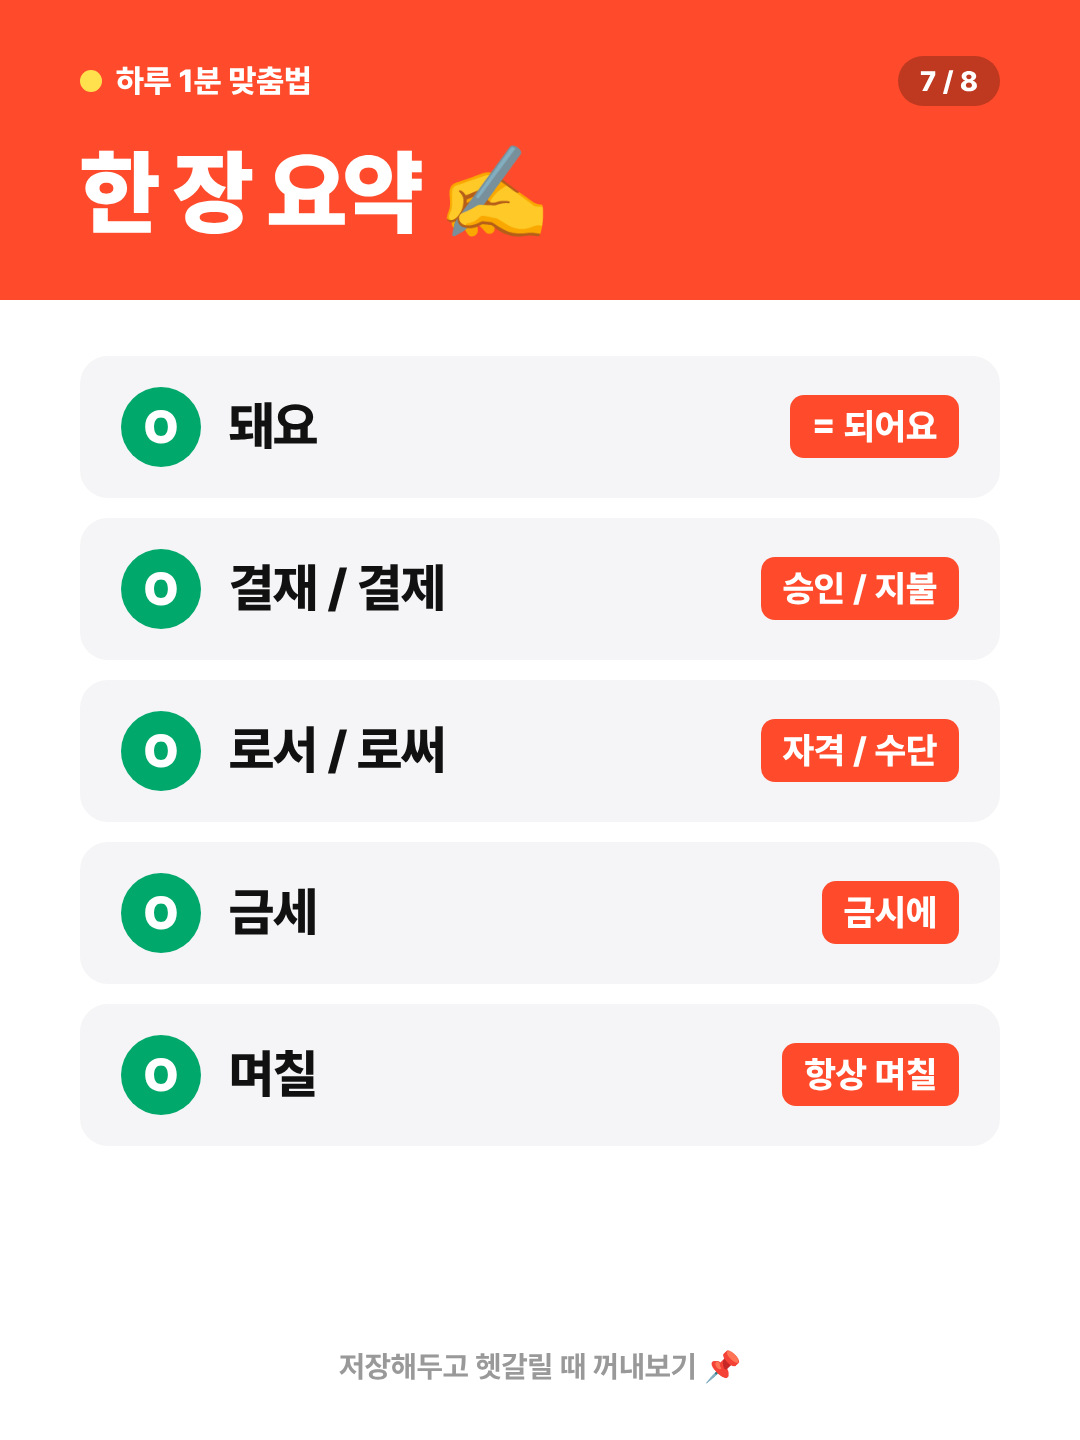 하루 1분 맞춤법
7 / 8
한 장 요약 ✍️
O 돼요 = 되어요
O 결재 / 결제 승인 / 지불
O 로서 / 로써 자격 / 수단
O 금세 금시에
O 며칠 항상 며칠
저장해두고 헷갈릴 때 꺼내보기 📌